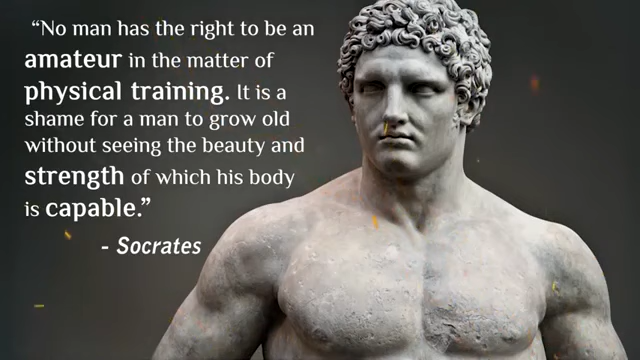 “No man has the right to be an
amateur in the matter of
physical training. It is a
shame for a man to grow old
without seeing the beauty and
strength of which his body
is capable.”
- Socrates